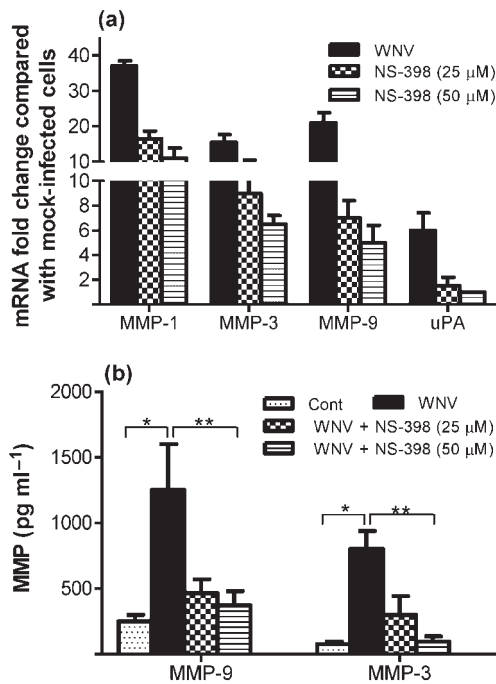 (a)
mRNA fold change compared
with mock-infected cells
40
30
20
10
10
8
6
4
2
WNV
NS-398 (25 μM)
NS-398 (50 μM)
MMP-1 MMP-3 MMP-9 uPA
(b)
MMP (pg ml⁻¹)
2000
1500
1000
500
Cont WNV
WNV + NS-398 (25 μM)
WNV + NS-398 (50 μM)
* **
* **
MMP-9 MMP-3